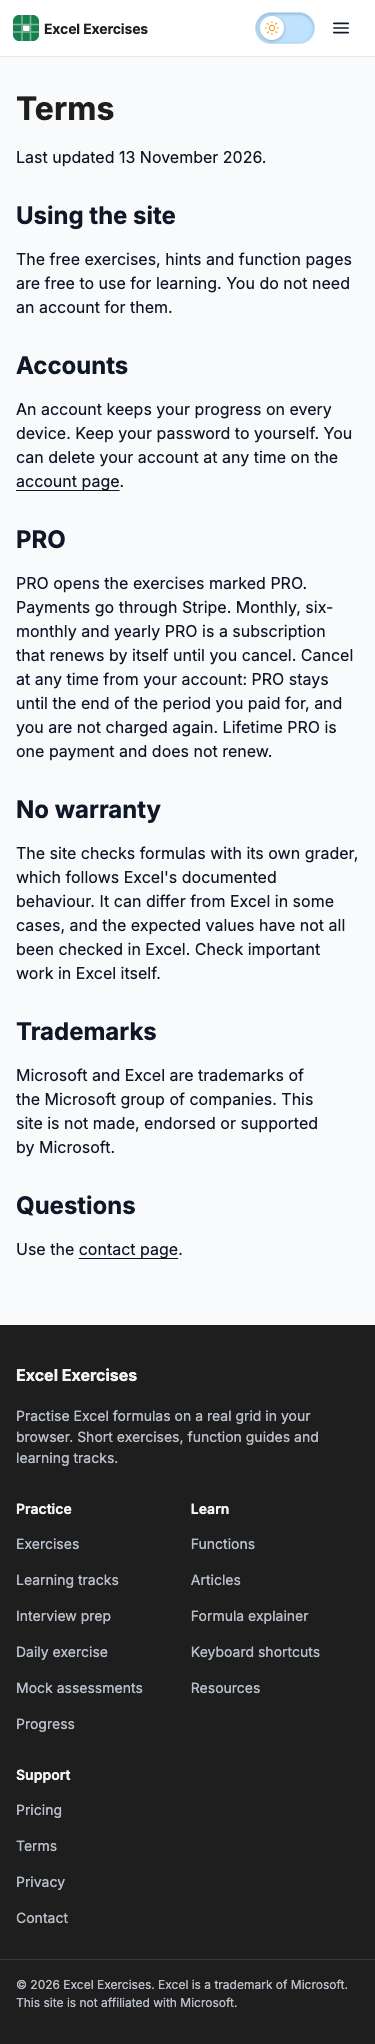 Excel Exercises
Terms
Last updated 13 November 2026.
Using the site
The free exercises, hints and function pages
are free to use for learning. You do not need
an account for them.
Accounts
An account keeps your progress on every
device. Keep your password to yourself. You
can delete your account at any time on the
account page.
PRO
PRO opens the exercises marked PRO.
Payments go through Stripe. Monthly, six-
monthly and yearly PRO is a subscription
that renews by itself until you cancel. Cancel
at any time from your account: PRO stays
until the end of the period you paid for, and
you are not charged again. Lifetime PRO is
one payment and does not renew.
No warranty
The site checks formulas with its own grader,
which follows Excel's documented
behaviour. It can differ from Excel in some
cases, and the expected values have not all
been checked in Excel. Check important
work in Excel itself.
Trademarks
Microsoft and Excel are trademarks of
the Microsoft group of companies. This
site is not made, endorsed or supported
by Microsoft.
Questions
Use the contact page.
Excel Exercises
Practise Excel formulas on a real grid in your
browser. Short exercises, function guides and
learning tracks.
Practice
Exercises
Learning tracks
Interview prep
Daily exercise
Mock assessments
Progress
Learn
Functions
Articles
Formula explainer
Keyboard shortcuts
Resources
Support
Pricing
Terms
Privacy
Contact
© 2026 Excel Exercises. Excel is a trademark of Microsoft.
This site is not affiliated with Microsoft.